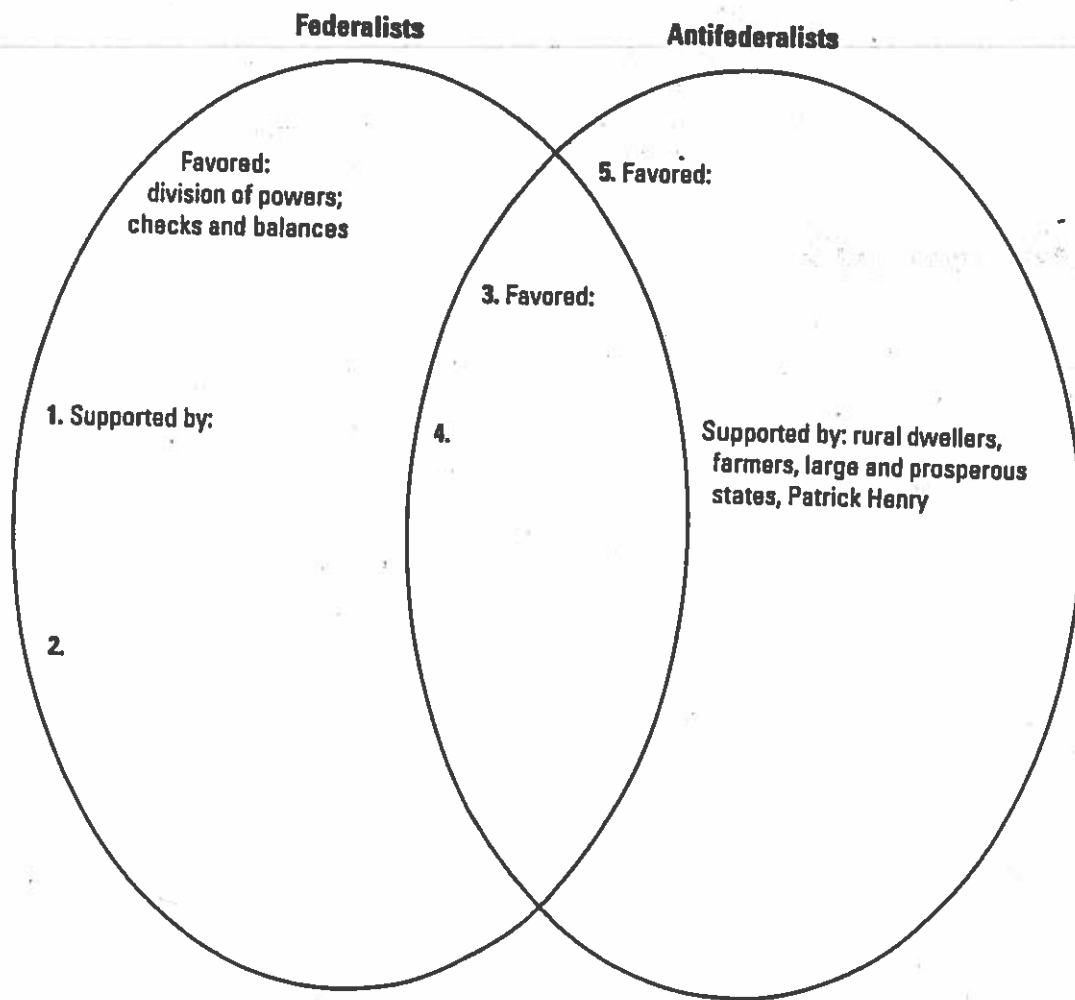 Federalists
Antifederalists
Favored:
division of powers;
checks and balances
5. Favored:
3. Favored:
1. Supported by:
4.
Supported by: rural dwellers,
farmers, large and prosperous
states, Patrick Henry
2.